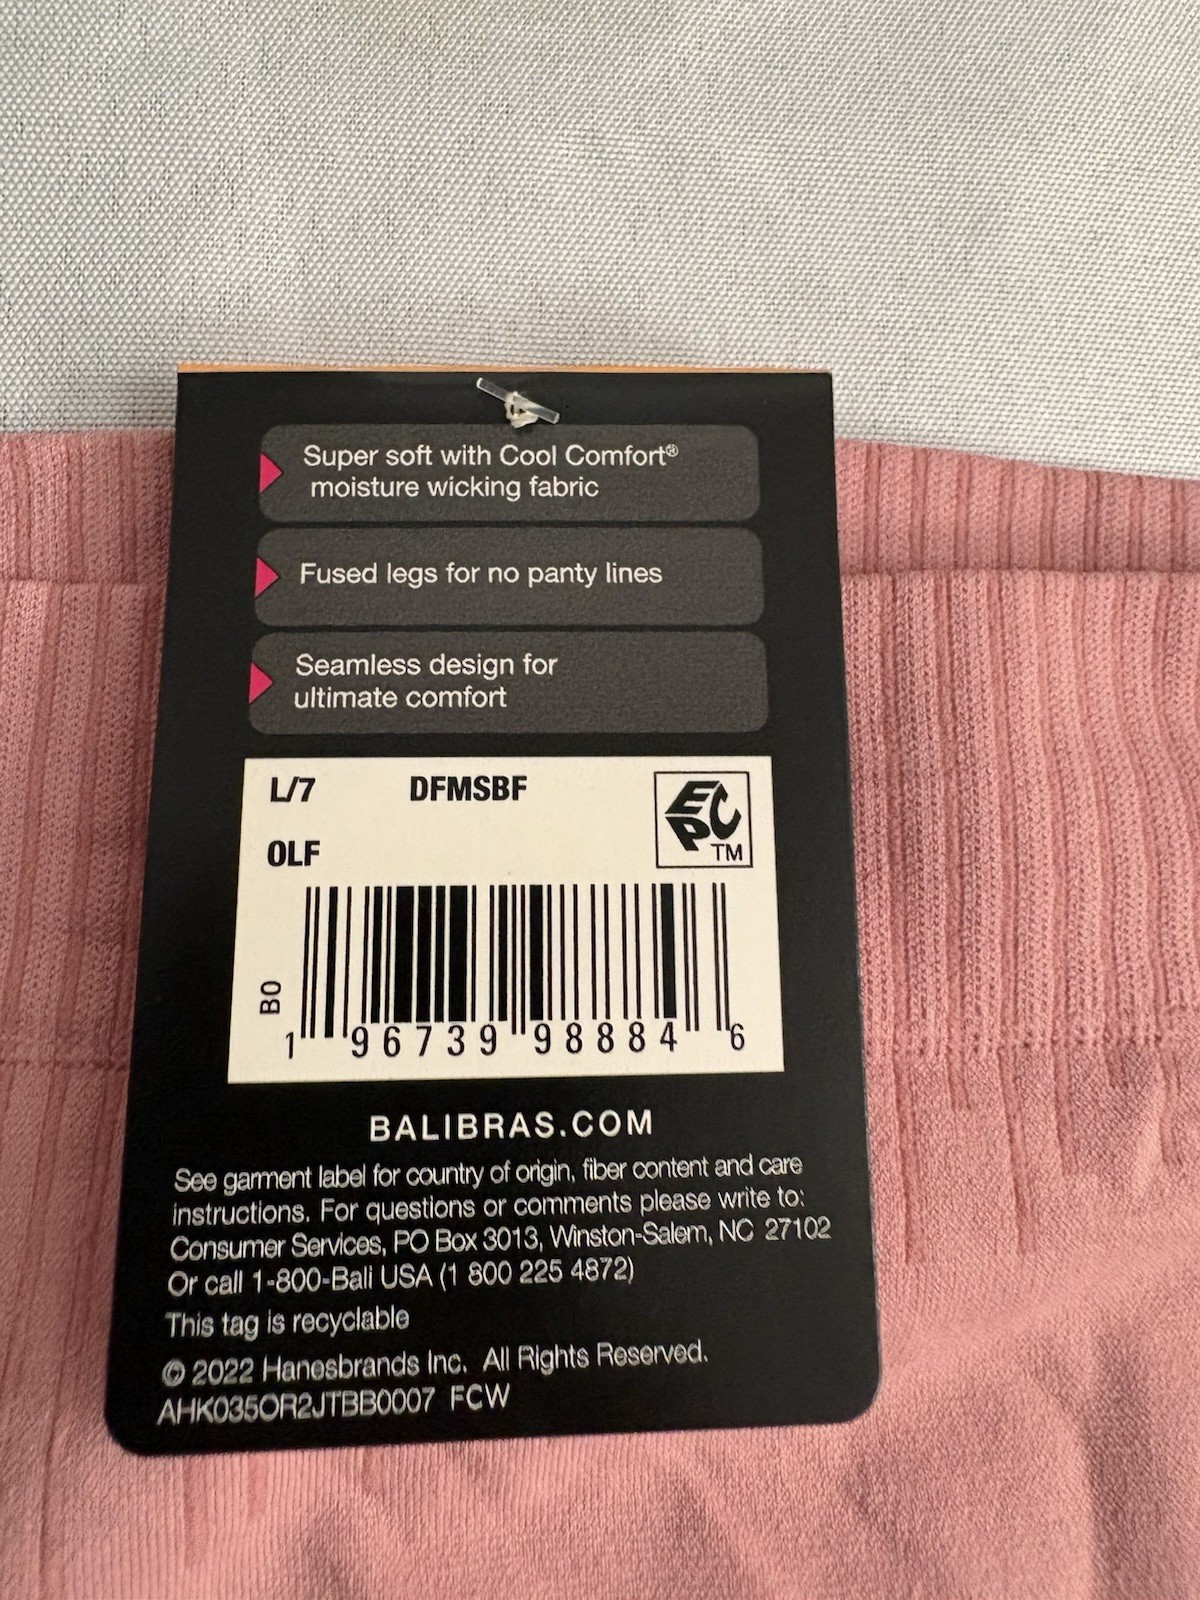 Super soft with Cool Comfort®
moisture wicking fabric
Fused legs for no panty lines
Seamless design for
ultimate comfort
L/7 DFMSBF
EPC
TM
OLF
BO
1 96739 98884 6
BALIBRAS.COM
See garment label for country of origin, fiber content and care
instructions. For questions or comments please write to:
Consumer Services, PO Box 3013, Winston-Salem, NC 27102
Or call 1-800-Bali USA (1 800 225 4872)
This tag is recyclable
© 2022 Hanesbrands Inc. All Rights Reserved.
AHK035OR2JTBB0007 FCW